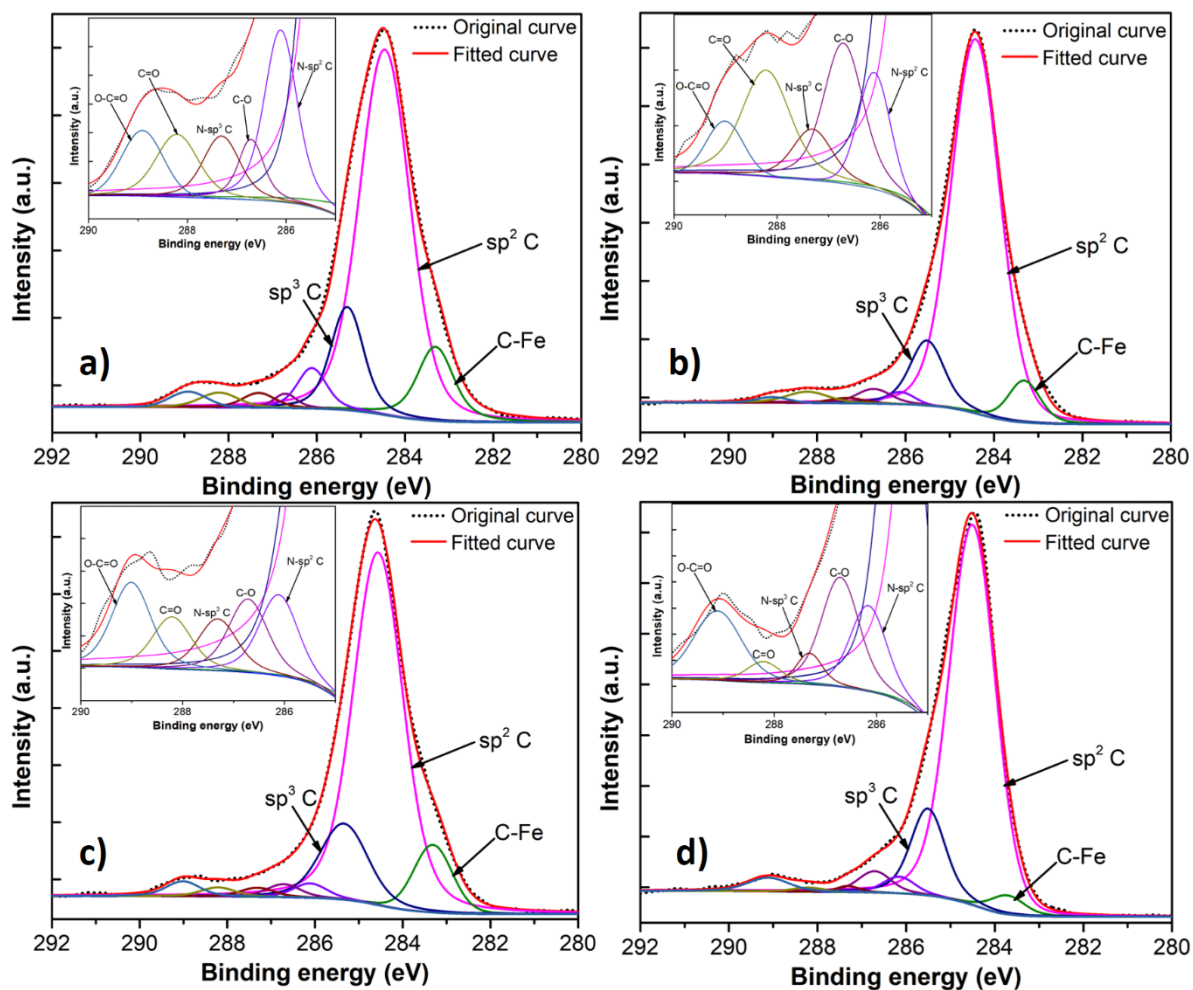 Original curve
Fitted curve
O-C=O
C=O
N-sp³ C
C-O
N-sp² C
Intensity (a.u.)
290 288 286
Binding energy (eV)
sp² C
sp³ C
C-Fe
a)
Intensity (a.u.)
292 290 288 286 284 282 280
Binding energy (eV)
Original curve
Fitted curve
O-C=O
C=O
N-sp³ C
C-O
N-sp² C
Intensity (a.u.)
290 288 286
Binding energy (eV)
sp² C
sp³ C
C-Fe
b)
Intensity (a.u.)
292 290 288 286 284 282 280
Binding energy (eV)
Original curve
Fitted curve
O-C=O
C=O
N-sp³ C
C-O
N-sp² C
Intensity (a.u.)
290 288 286
Binding energy (eV)
sp² C
sp³ C
C-Fe
c)
Intensity (a.u.)
292 290 288 286 284 282 280
Binding energy (eV)
Original curve
Fitted curve
O-C=O
C=O
N-sp³ C
C-O
N-sp² C
Intensity (a.u.)
290 288 286
Binding energy (eV)
sp² C
sp³ C
C-Fe
d)
Intensity (a.u.)
292 290 288 286 284 282 280
Binding energy (eV)